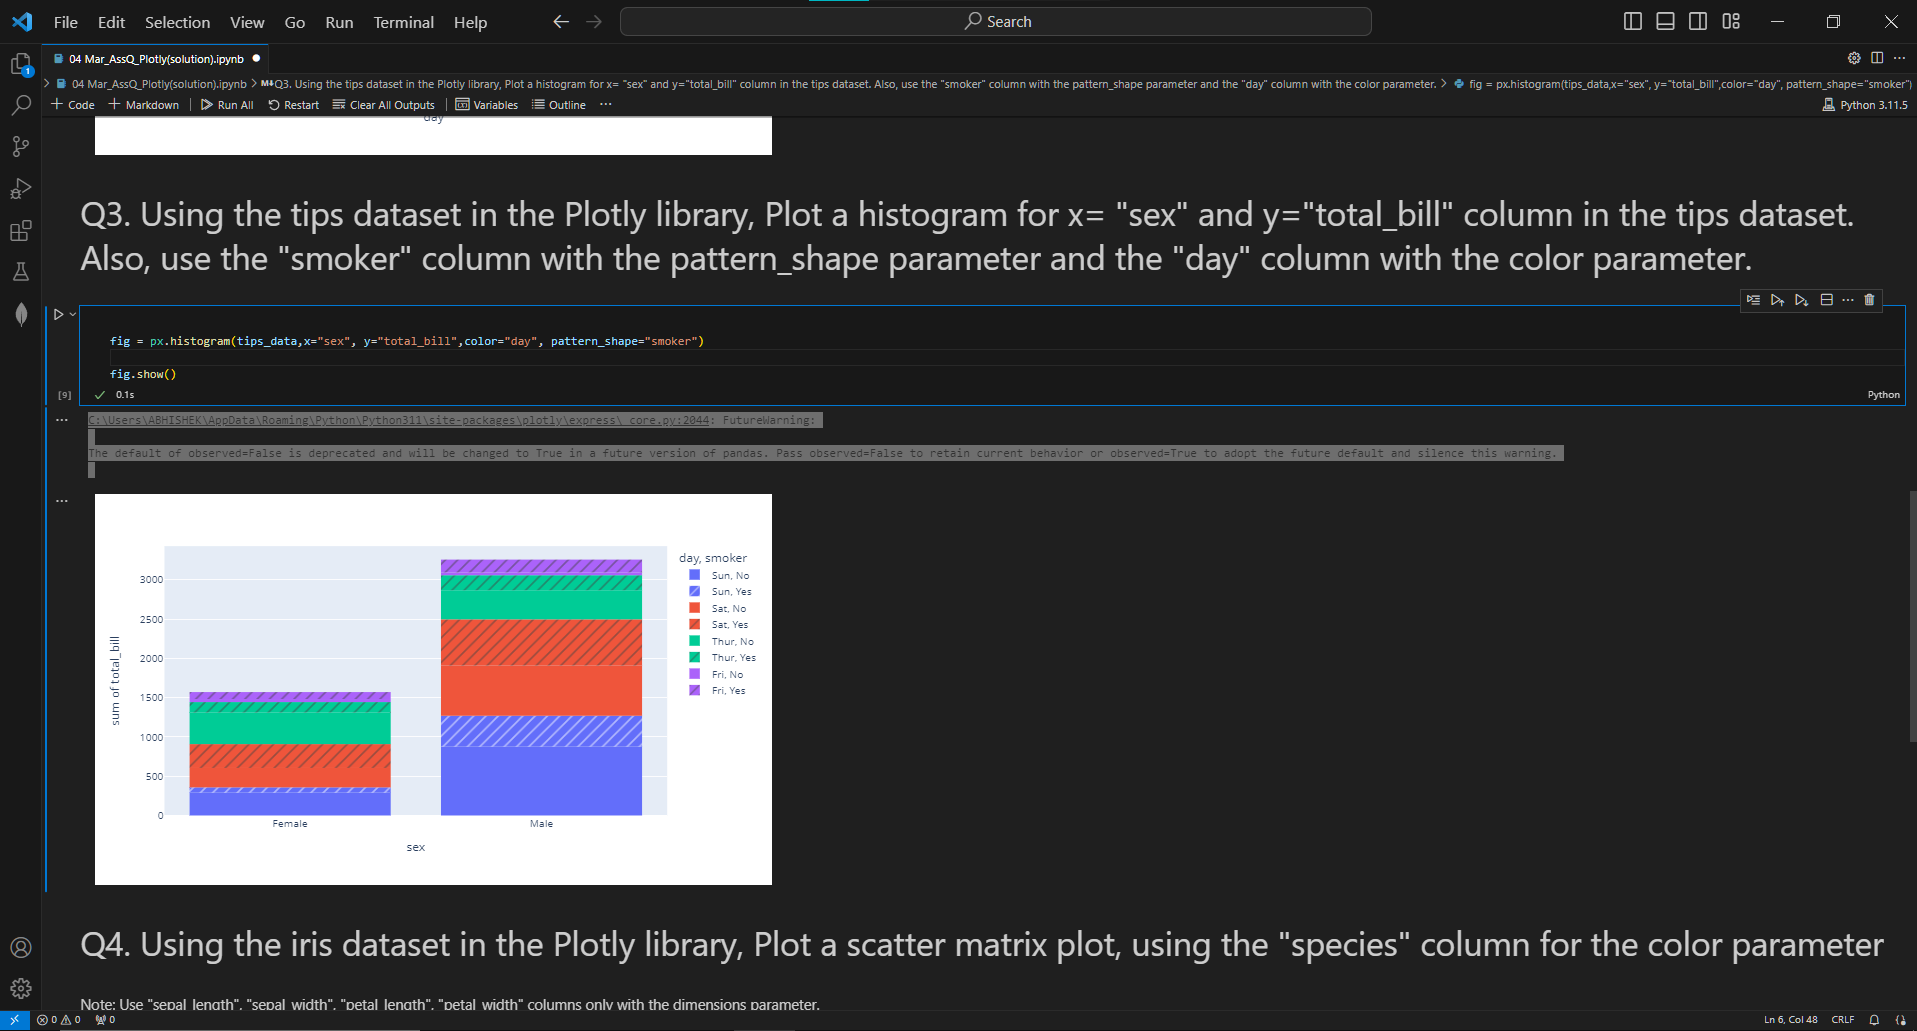 File Edit Selection View Go Run Terminal Help
Search
04 Mar_AssQ_Plotly(solution).ipynb
04 Mar_AssQ_Plotly(solution).ipynb > M↓Q3. Using the tips dataset in the Plotly library, Plot a histogram for x= "sex" and y="total_bill" column in the tips dataset. Also, use the "smoker" column with the pattern_shape parameter and the "day" column with the color parameter. > fig = px.histogram(tips_data,x="sex", y="total_bill",color="day", pattern_shape="smoker")
Code Markdown Run All Restart Clear All Outputs Variables Outline ··· Python 3.11.5
1
day
Q3. Using the tips dataset in the Plotly library, Plot a histogram for x= "sex" and y="total_bill" column in the tips dataset.
Also, use the "smoker" column with the pattern_shape parameter and the "day" column with the color parameter.
fig = px.histogram(tips_data,x="sex", y="total_bill",color="day", pattern_shape="smoker")
fig.show()
[9] 0.1s Python
C:\Users\ABHISHEK\AppData\Roaming\Python\Python311\site-packages\plotly\express\_core.py:2044: FutureWarning:
The default of observed=False is deprecated and will be changed to True in a future version of pandas. Pass observed=False to retain current behavior or observed=True to adopt the future default and silence this warning.
day, smoker
Sun, No
Sun, Yes
Sat, No
Sat, Yes
Thur, No
Thur, Yes
Fri, No
Fri, Yes
3000
2500
2000
1500
1000
500
0
sum of total_bill
Female Male
sex
Q4. Using the iris dataset in the Plotly library, Plot a scatter matrix plot, using the "species" column for the color parameter
Note: Use "sepal_length", "sepal_width", "petal_length", "petal_width" columns only with the dimensions parameter.
0 0 0 Ln 6, Col 48 CRLF